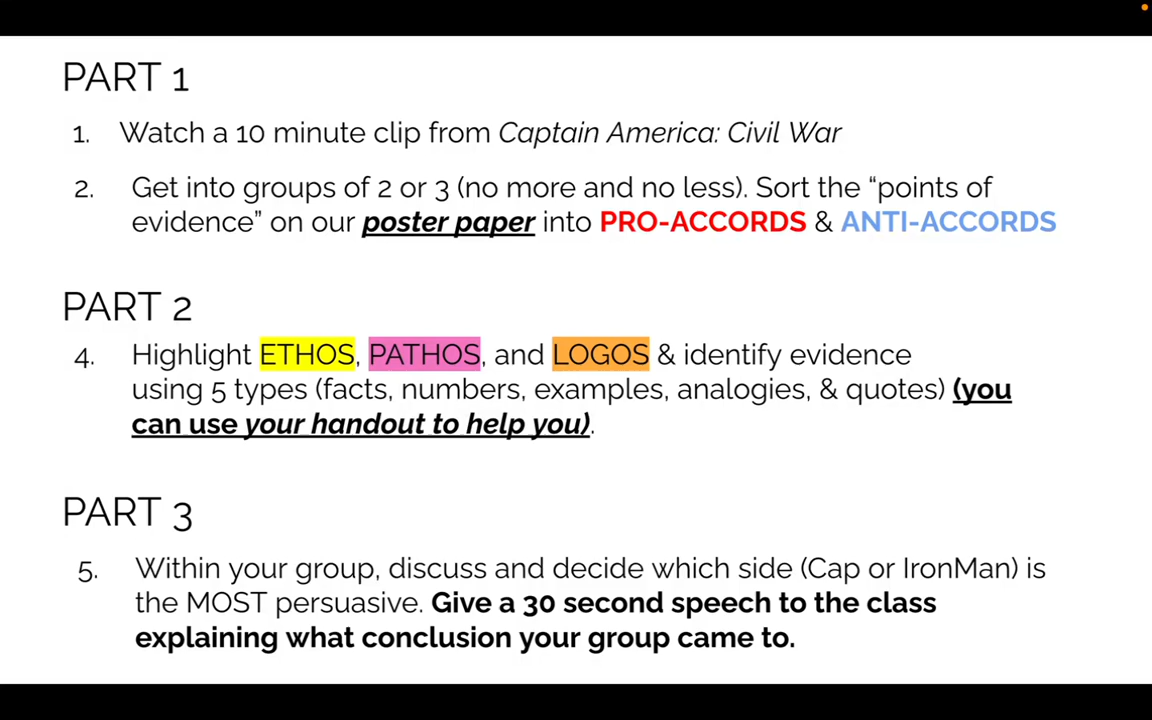 PART 1
1. Watch a 10 minute clip from Captain America: Civil War
2. Get into groups of 2 or 3 (no more and no less). Sort the “points of
evidence” on our poster paper into PRO-ACCORDS & ANTI-ACCORDS
PART 2
4. Highlight ETHOS, PATHOS, and LOGOS & identify evidence
using 5 types (facts, numbers, examples, analogies, & quotes) (you
can use your handout to help you).
PART 3
5. Within your group, discuss and decide which side (Cap or IronMan) is
the MOST persuasive. Give a 30 second speech to the class
explaining what conclusion your group came to.